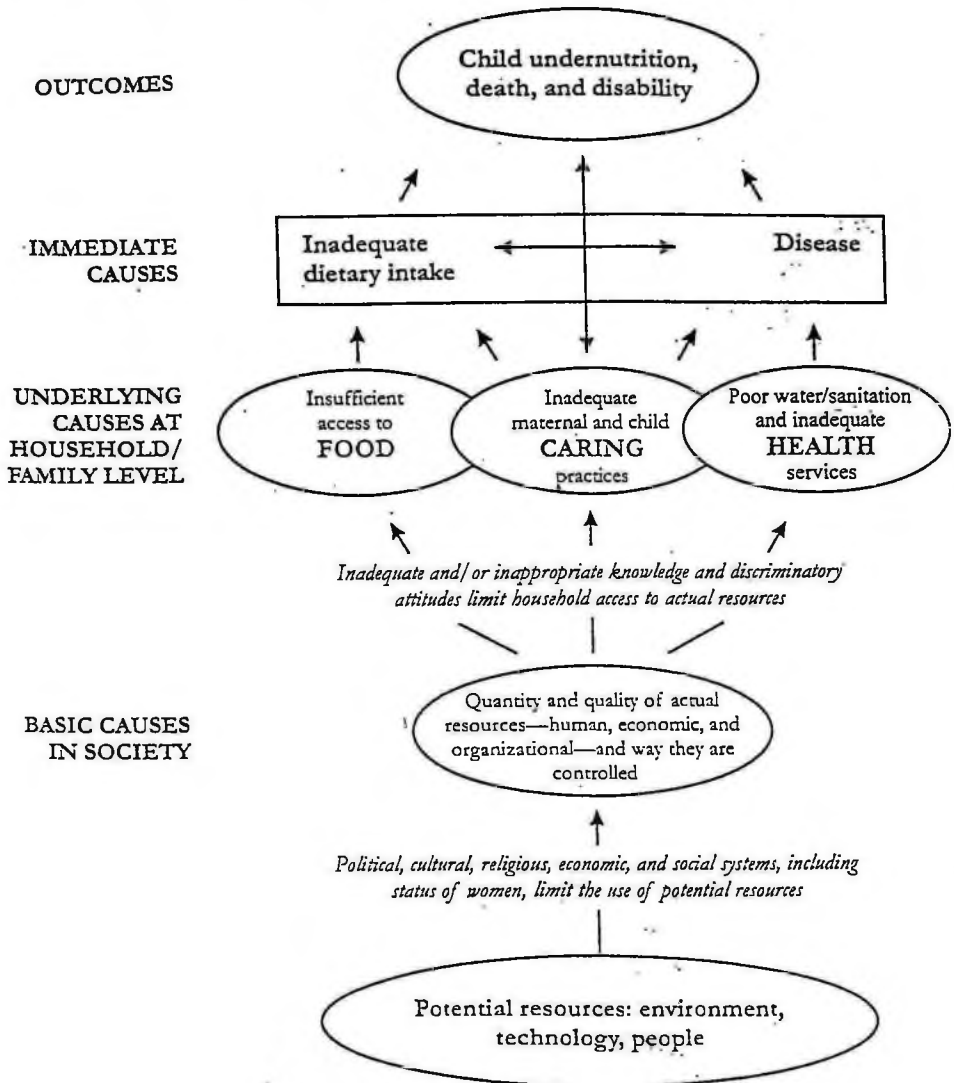 Child undernutrition,
death, and disability
OUTCOMES
IMMEDIATE
CAUSES
Inadequate
dietary intake
Disease
UNDERLYING
CAUSES AT
HOUSEHOLD/
FAMILY LEVEL
Insufficient
access to
FOOD
Inadequate
maternal and child
CARING
practices
Poor water/sanitation
and inadequate
HEALTH
services
Inadequate and/or inappropriate knowledge and discriminatory
attitudes limit household access to actual resources
BASIC CAUSES
IN SOCIETY
Quantity and quality of actual
resources—human, economic, and
organizational—and way they are
controlled
Political, cultural, religious, economic, and social systems, including
status of women, limit the use of potential resources
Potential resources: environment,
technology, people